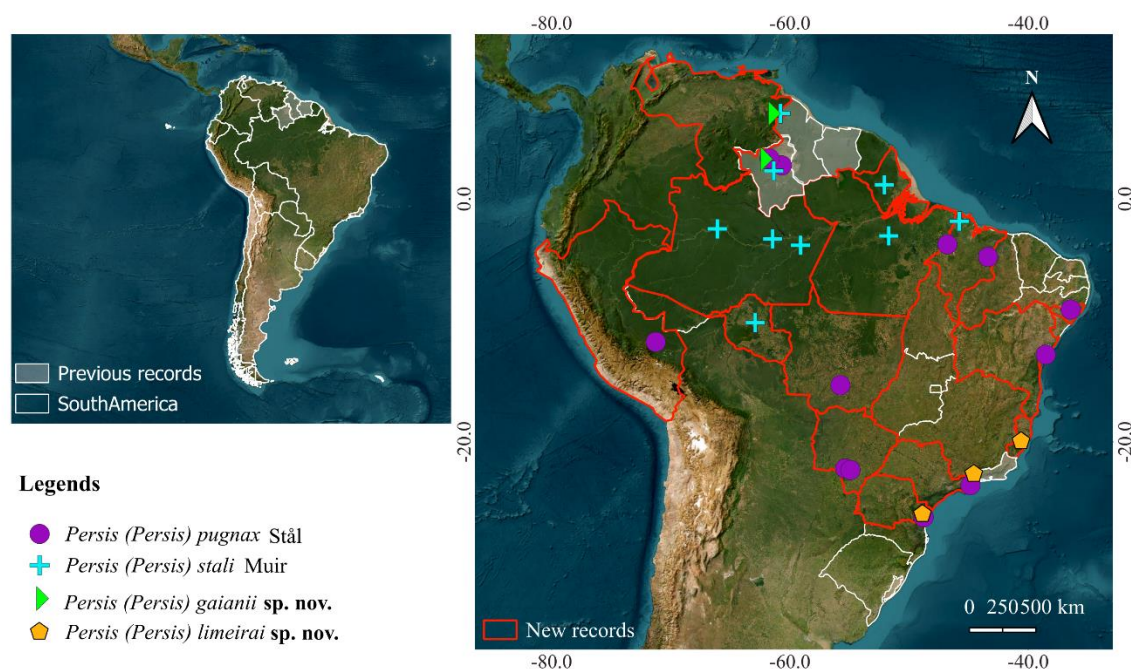 -80.0 -60.0 -40.0
N
0.0 0.0
Previous records
SouthAmerica
-20.0 -20.0
Legends
Persis (Persis) pugnax Stål
Persis (Persis) stali Muir
Persis (Persis) gaianii sp. nov.
Persis (Persis) limeirai sp. nov.
New records
0 250500 km
-80.0 -60.0 -40.0